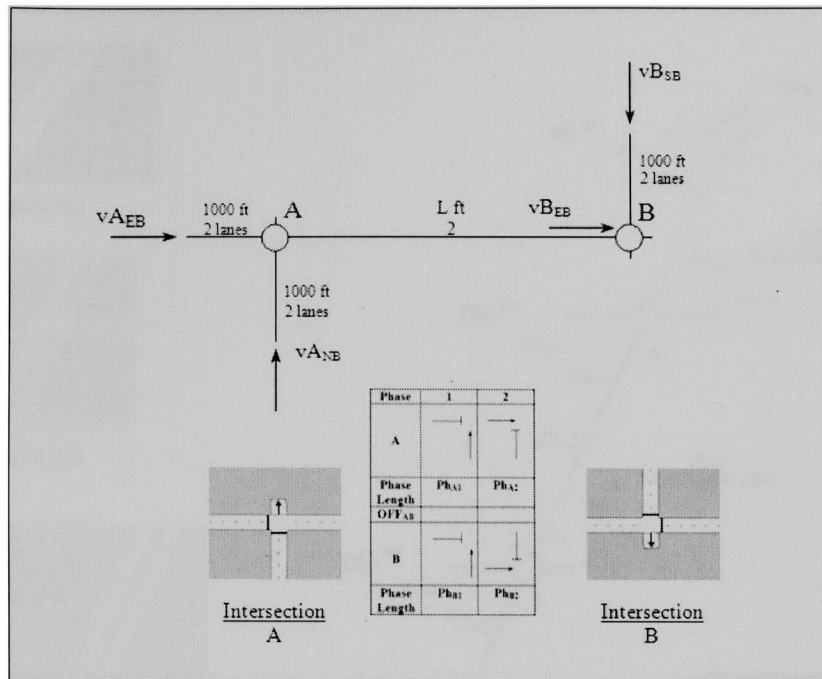 vB_SB
1000 ft
2 lanes
vA_EB
1000 ft
2 lanes
A
L ft
2
vB_EB
B
1000 ft
2 lanes
vA_NB
Phase 1 2
A
Phase Length Ph_A1 Ph_A2
OFF_AB
B
Phase Length Ph_B1 Ph_B2
Intersection
A
Intersection
B